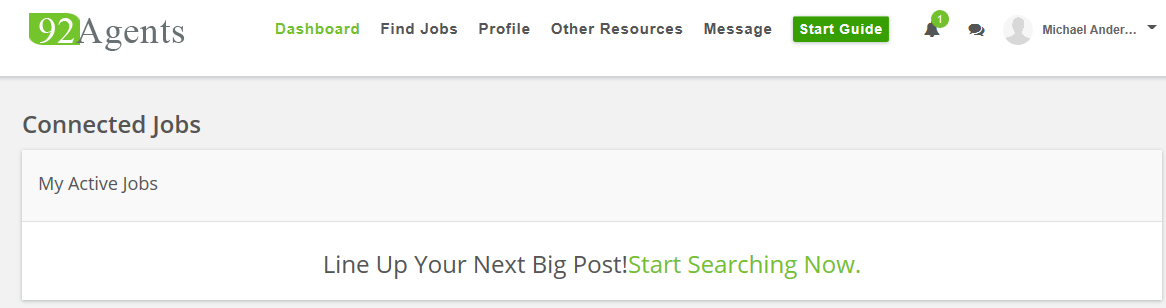 92Agents
Dashboard Find Jobs Profile Other Resources Message Start Guide 1 Michael Ander...
Connected Jobs
My Active Jobs
Line Up Your Next Big Post!Start Searching Now.